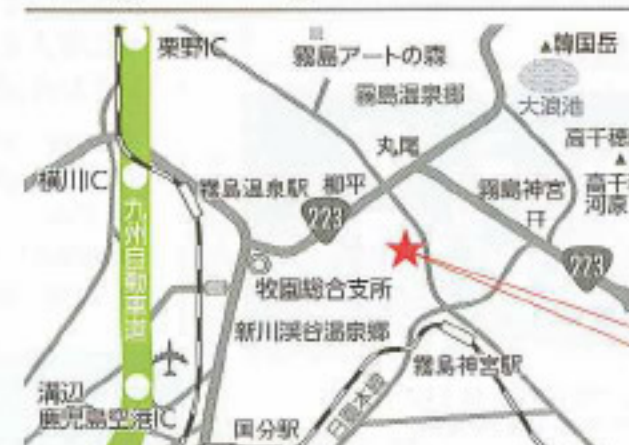 栗野IC
霧島アートの森
▲韓国岳
霧島温泉郷
大浪池
丸尾
高千穂
横川IC
霧島温泉駅
柳平
霧島神宮
高千
河原
223
九州自動車道
223
牧園総合支所
新川渓谷温泉郷
霧島神宮駅
溝辺
鹿児島空港IC
国分駅
日豊本線